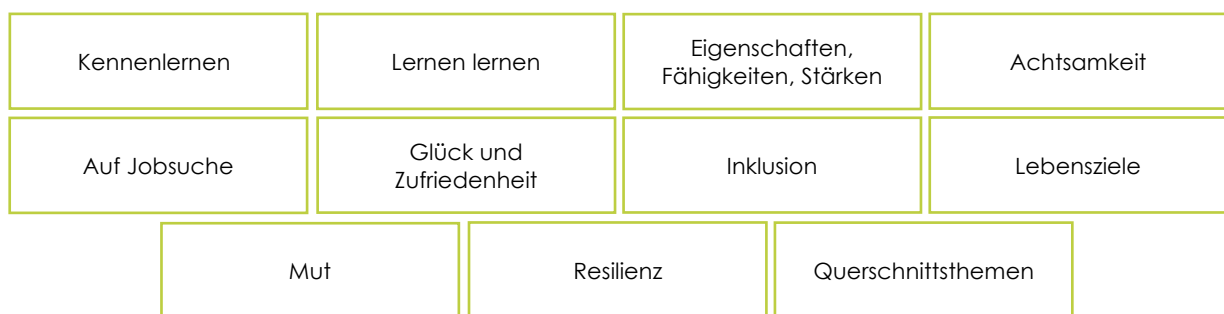 Kennenlernen
Lernen lernen
Eigenschaften,
Fähigkeiten, Stärken
Achtsamkeit
Auf Jobsuche
Glück und
Zufriedenheit
Inklusion
Lebensziele
Mut
Resilienz
Querschnittsthemen